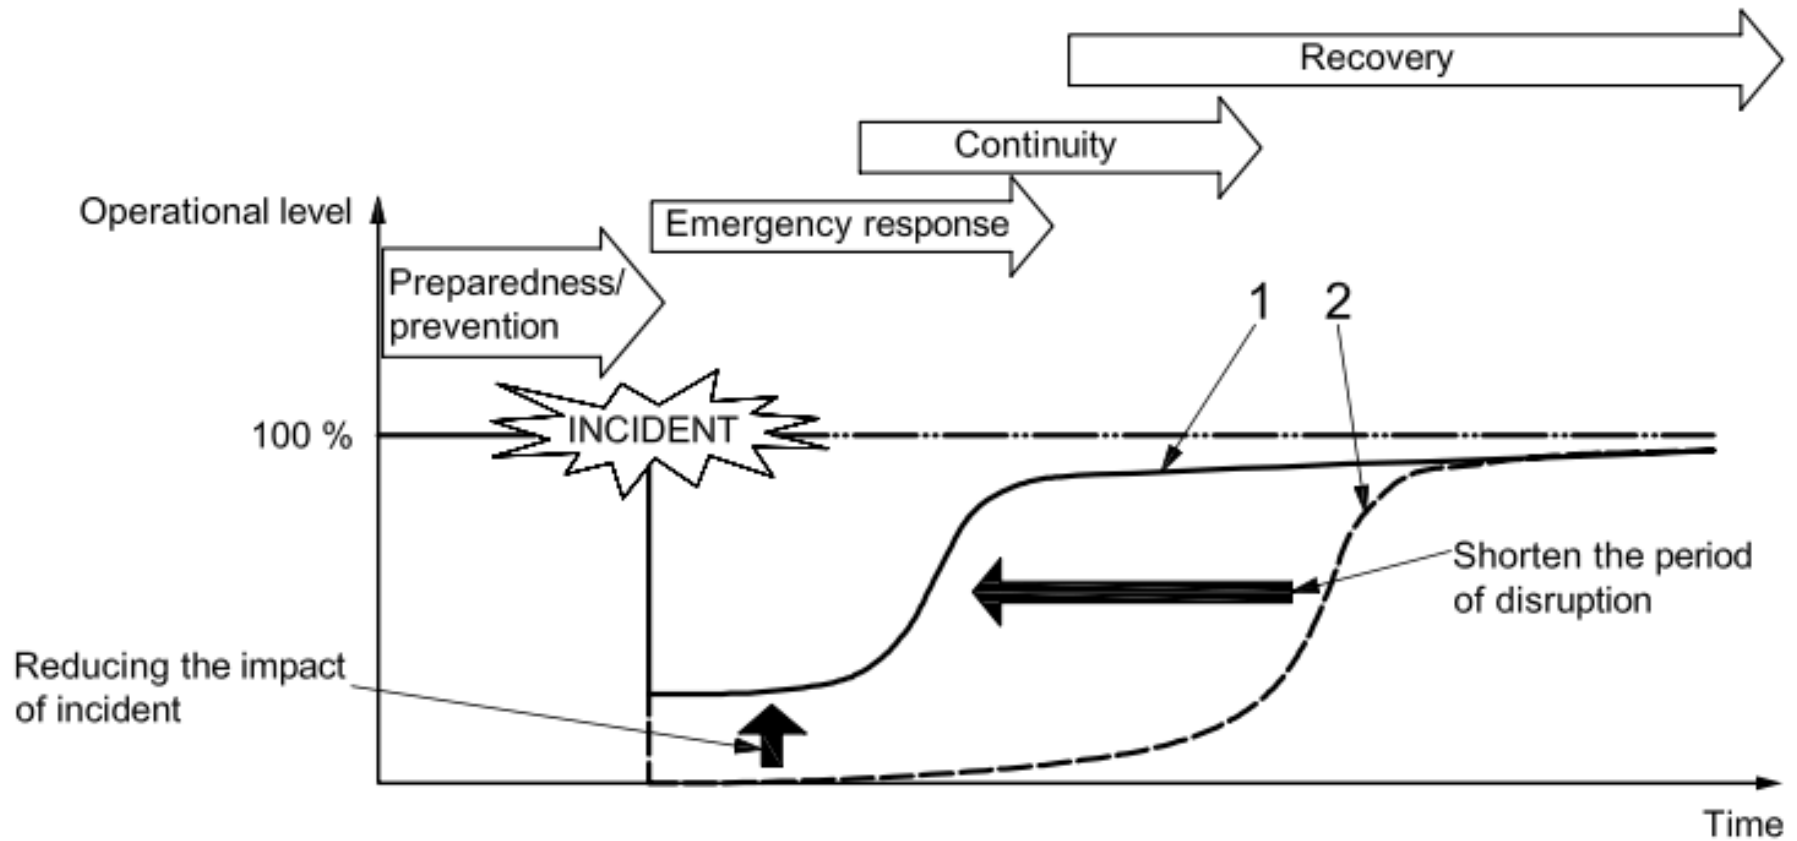 Recovery
Continuity
Operational level
Emergency response
Preparedness/
prevention
1
2
100 %
INCIDENT
Shorten the period
of disruption
Reducing the impact
of incident
Time